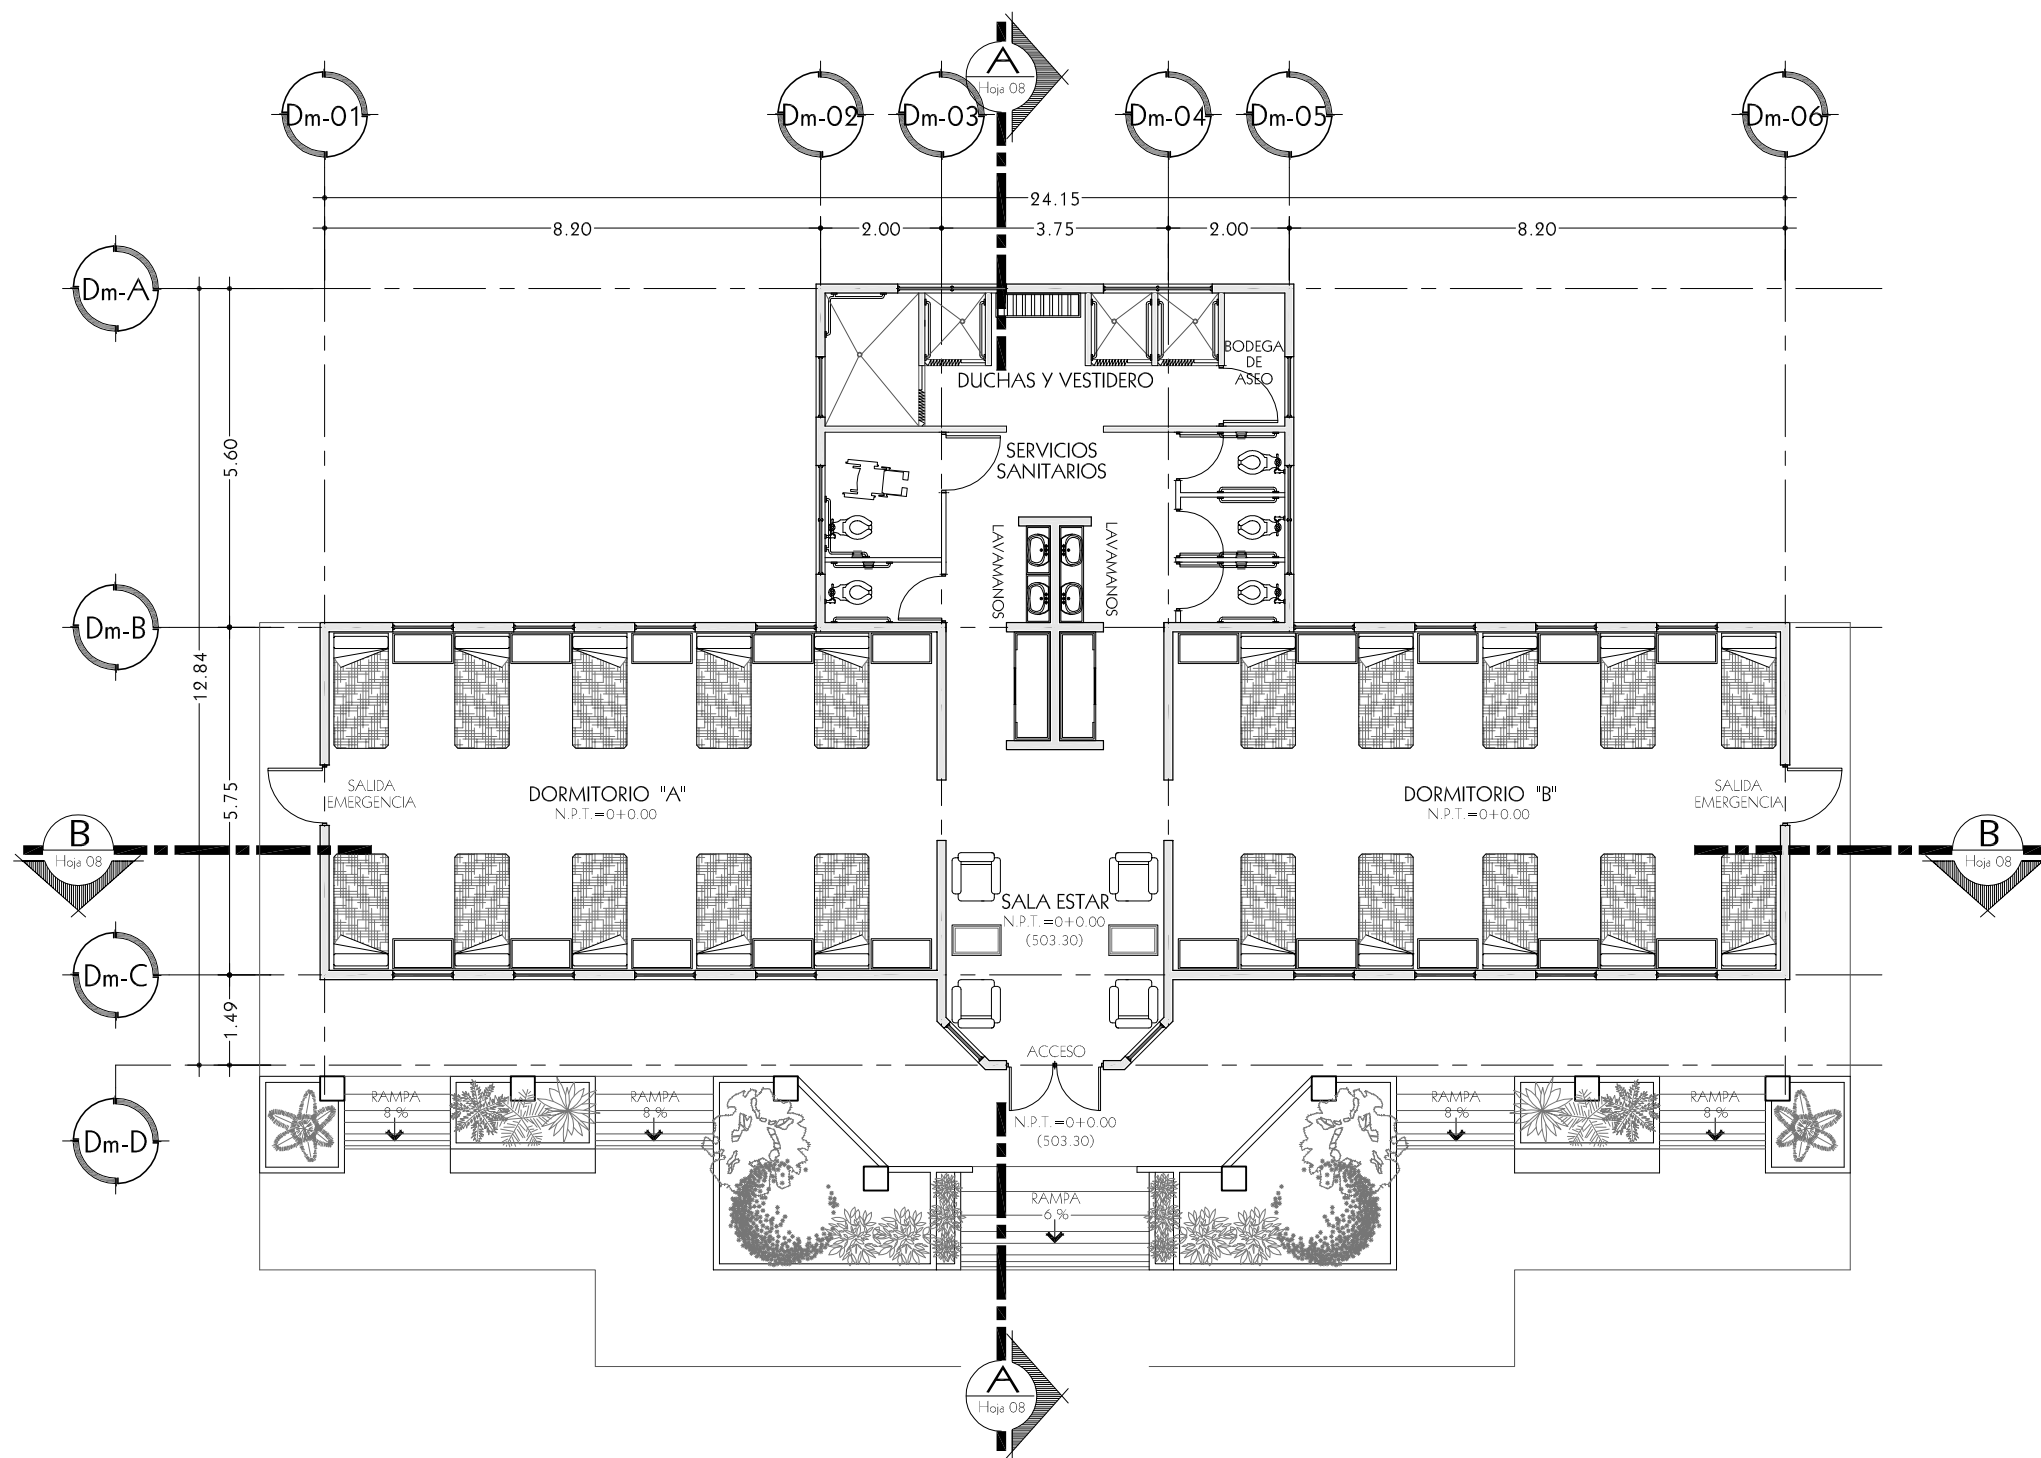 A
Hoja 08
Dm-01
Dm-02
Dm-03
Dm-04
Dm-05
Dm-06
24.15
8.20
2.00
3.75
2.00
8.20
Dm-A
BODEGA
DE
ASEO
DUCHAS Y VESTIDERO
5.60
SERVICIOS
SANITARIOS
LAVAMANOS
LAVAMANOS
Dm-B
12.84
5.75
SALIDA
EMERGENCIA
DORMITORIO "A"
N.P.T.=0+0.00
DORMITORIO "B"
N.P.T.=0+0.00
SALIDA
EMERGENCIA
B
Hoja 08
B
Hoja 08
SALA ESTAR
N.P.T.=0+0.00
(503.30)
Dm-C
1.49
ACCESO
RAMPA
8 %
RAMPA
8 %
RAMPA
8 %
RAMPA
8 %
N.P.T.=0+0.00
(503.30)
Dm-D
RAMPA
6 %
A
Hoja 08